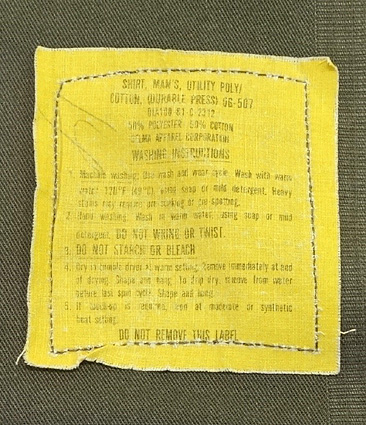 SHIRT, MAN'S, UTILITY POLY/
COTTON, (DURABLE PRESS) OG-507
DLA100-81-C-2212
50% POLYESTER 50% COTTON
SELMA APPAREL CORPORATION
WASHING INSTRUCTIONS
1. Machine washing: Use wash and wear cycle. Wash with warm
water 120°F (49°C), using soap or mild detergent. Heavy
stains may require pre-soaking or pre-spotting.
2. Hand washing: Wash in warm water, using soap or mild
detergent. DO NOT WRING OR TWIST.
3. DO NOT STARCH OR BLEACH
4. Dry in tumble dryer at warm setting, remove immediately at end
of drying. Shape and hang. To drip dry, remove from water
before last spin cycle. Shape and hang.
5. If touch-up is required, iron at moderate or synthetic
heat setting.
DO NOT REMOVE THIS LABEL